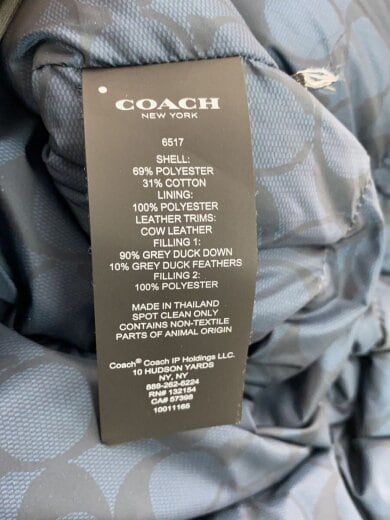 COACH
NEW YORK
6517
SHELL:
69% POLYESTER
31% COTTON
LINING:
100% POLYESTER
LEATHER TRIMS:
COW LEATHER
FILLING 1:
90% GREY DUCK DOWN
10% GREY DUCK FEATHERS
FILLING 2:
100% POLYESTER
MADE IN THAILAND
SPOT CLEAN ONLY
CONTAINS NON-TEXTILE
PARTS OF ANIMAL ORIGIN
Coach® Coach IP Holdings LLC.
10 HUDSON YARDS
NY, NY
888-262-6224
RN# 132154
CA# 57398
10011165